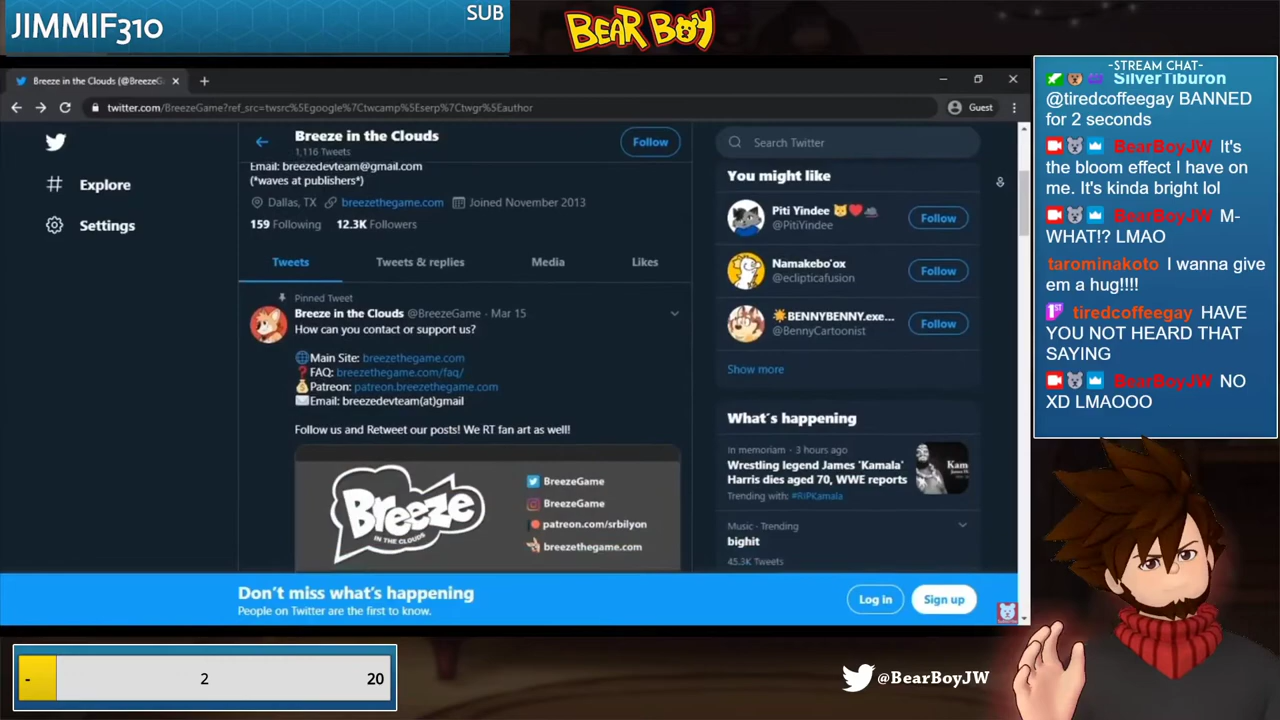 JIMMIF310
SUB
BEAR BOY
Breeze in the Clouds (@BreezeG
twitter.com/BreezeGame?ref_src=twsrc%5Egoogle%7Ctwcamp%5Eserp%7Ctwgr%5Eauthor
Guest
Explore
Settings
Breeze in the Clouds
1,116 Tweets
Follow
Email: breezedevteam@gmail.com
(*waves at publishers*)
Dallas, TX breezethegame.com Joined November 2013
159 Following 12.3K Followers
Tweets Tweets & replies Media Likes
Pinned Tweet
Breeze in the Clouds @BreezeGame · Mar 15
How can you contact or support us?
🌐Main Site: breezethegame.com
❓FAQ: breezethegame.com/faq/
💰Patreon: patreon.breezethegame.com
✉️Email: breezedevteam(at)gmail
Follow us and Retweet our posts! We RT fan art as well!
Breeze
IN THE CLOUDS
BreezeGame
BreezeGame
patreon.com/srbilyon
breezethegame.com
Search Twitter
You might like
Piti Yindee
@PitiYindee
Follow
Namakebo'ox
@eclipticafusion
Follow
☀️BENNYBENNY.exe...
@BennyCartoonist
Follow
Show more
What's happening
In memoriam · 3 hours ago
Wrestling legend James 'Kamala'
Harris dies aged 70, WWE reports
Trending with: #RIPKamala
Kam
Music · Trending
bighit
45.3K Tweets
Don't miss what's happening
People on Twitter are the first to know.
Log in
Sign up
-STREAM CHAT-
SilverTiburon
@tiredcoffeegay BANNED
for 2 seconds
BearBoyJW It's
the bloom effect I have on
me. It's kinda bright lol
BearBoyJW M-
WHAT!? LMAO
tarominakoto I wanna give
em a hug!!!!
1ST tiredcoffeegay HAVE
YOU NOT HEARD THAT
SAYING
BearBoyJW NO
XD LMAOOO
- 2 20
@BearBoyJW